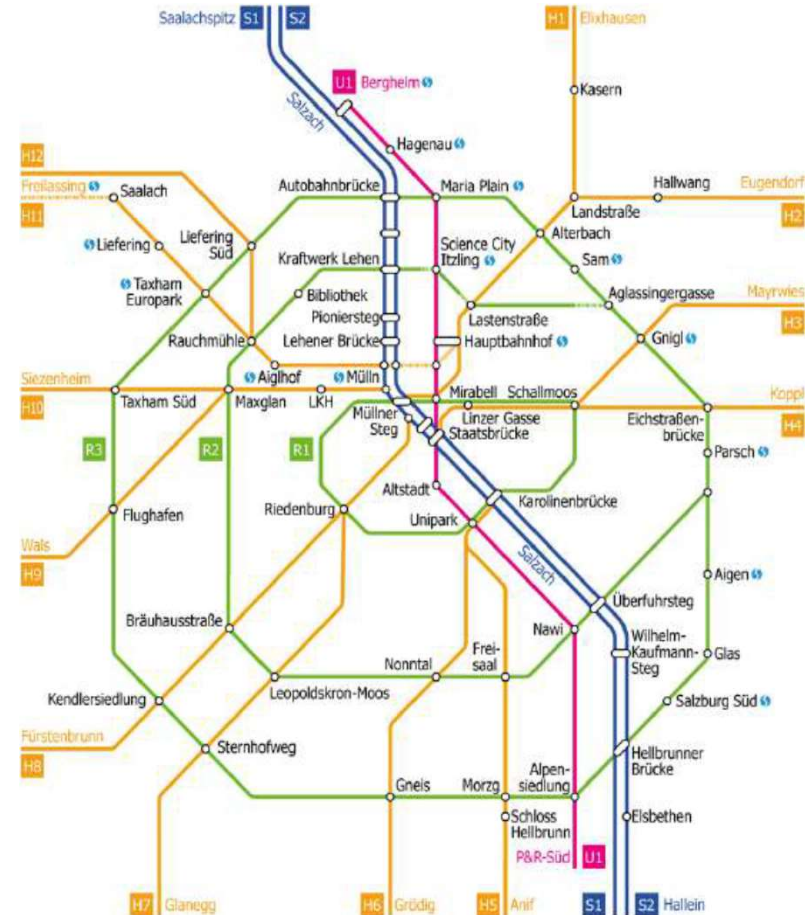 Saalachspitz S1 S2
H1 Elixhausen
U1 Bergheim
Kasern
Salzach
Hagenau
H12
Freilassing
H11
Saalach
Autobahnbrücke
Maria Plain
Hallwang
Eugendorf
H2
Landstraße
Liefering
Liefering
Süd
Kraftwerk Lehen
Science City
Itzling
Alterbach
Sam
Taxham
Europark
Bibliothek
Aglassingergasse
Mayrwies
H3
Pioniersteg
Lastenstraße
Rauchmühle
Lehener Brücke
Hauptbahnhof
Gnigl
Siezenheim
H10
Aiglhof
Mülln
Taxham Süd
Maxglan
LKH
Mirabell
Schallmoos
Koppl
H4
Müllner
Steg
Linzer Gasse
Staatsbrücke
Eichstraßen-
brücke
R3
R2
R1
Parsch
Altstadt
Karolinenbrücke
Flughafen
Riedenburg
Unipark
Wals
H9
Salzach
Aigen
Überfuhrsteg
Bräuhausstraße
Nawi
Nonntal
Frei-
saal
Wilhelm-
Kaufmann-
Steg
Glas
Leopoldskron-Moos
Kendlersiedlung
Salzburg Süd
Fürstenbrunn
H8
Sternhofweg
Hellbrunner
Brücke
Gneis
Morzg
Alpen-
siedlung
Schloss
Hellbrunn
Elsbethen
P&R-Süd U1
H7 Glanegg
H6 Grödig
H5 Anif
S1 S2 Hallein